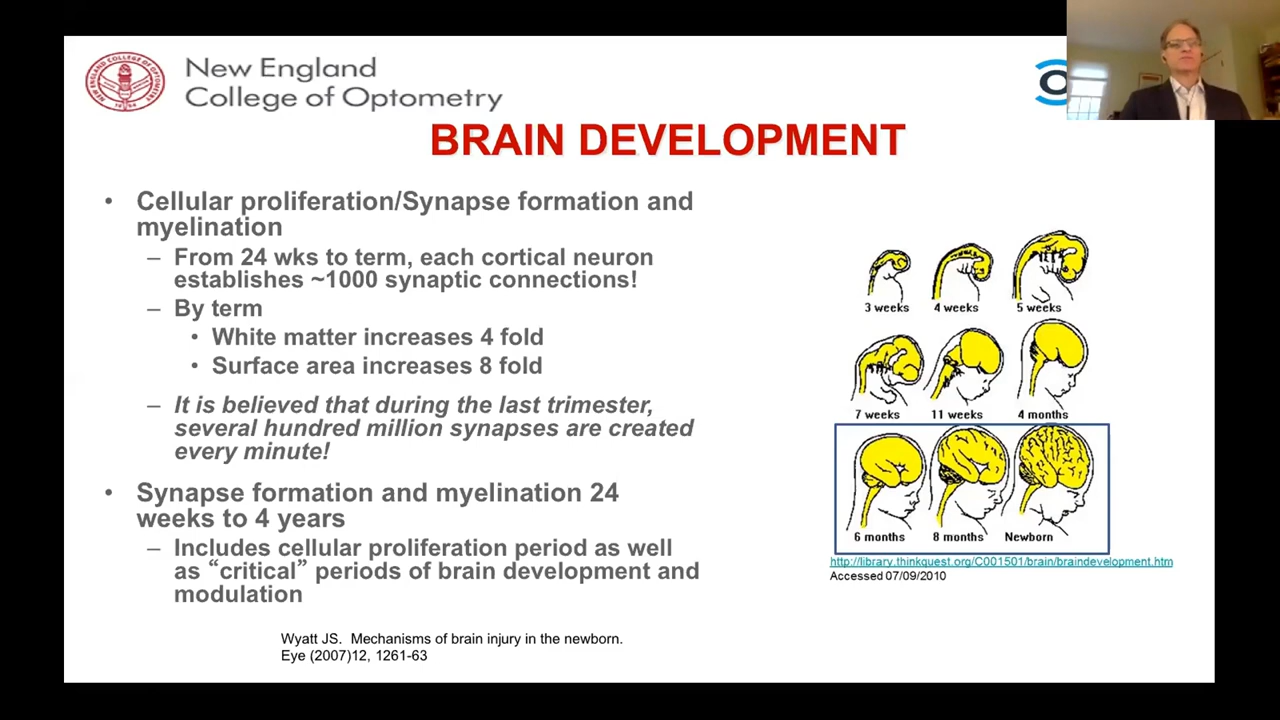 New England
College of Optometry
BRAIN DEVELOPMENT
• Cellular proliferation/Synapse formation and
myelination
– From 24 wks to term, each cortical neuron
establishes ~1000 synaptic connections!
– By term
• White matter increases 4 fold
• Surface area increases 8 fold
– It is believed that during the last trimester,
several hundred million synapses are created
every minute!
• Synapse formation and myelination 24
weeks to 4 years
– Includes cellular proliferation period as well
as “critical” periods of brain development and
modulation
3 weeks 4 weeks 5 weeks
7 weeks 11 weeks 4 months
6 months 8 months Newborn
http://library.thinkquest.org/C001501/brain/braindevelopment.htm
Accessed 07/09/2010
Wyatt JS. Mechanisms of brain injury in the newborn.
Eye (2007)12, 1261-63